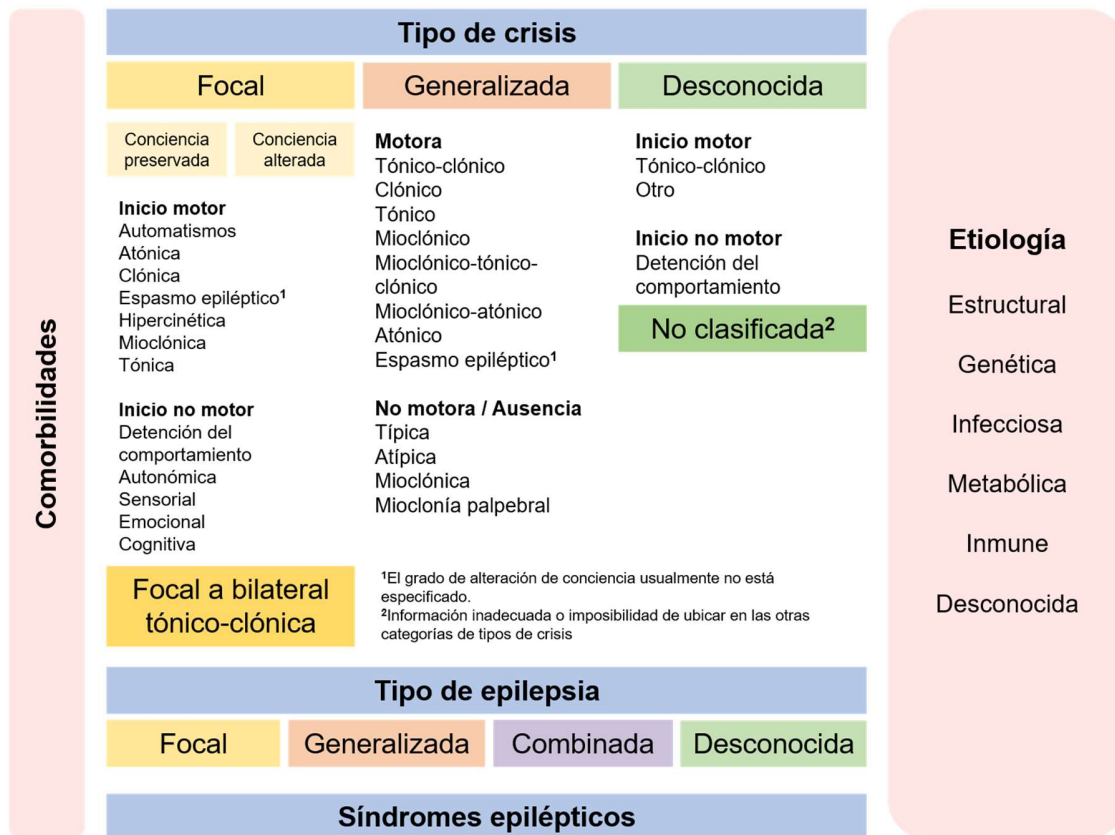 Comorbilidades
Tipo de crisis
Focal
Conciencia
preservada
Conciencia
alterada
Inicio motor
Automatismos
Atónica
Clónica
Espasmo epiléptico¹
Hipercinética
Mioclónica
Tónica
Inicio no motor
Detención del
comportamiento
Autonómica
Sensorial
Emocional
Cognitiva
Focal a bilateral
tónico-clónica
Generalizada
Motora
Tónico-clónico
Clónico
Tónico
Mioclónico
Mioclónico-tónico-
clónico
Mioclónico-atónico
Atónico
Espasmo epiléptico¹
No motora / Ausencia
Típica
Atípica
Mioclónica
Mioclonía palpebral
Desconocida
Inicio motor
Tónico-clónico
Otro
Inicio no motor
Detención del
comportamiento
No clasificada²
¹El grado de alteración de conciencia usualmente no está
especificado.
²Información inadecuada o imposibilidad de ubicar en las otras
categorías de tipos de crisis
Tipo de epilepsia
Focal
Generalizada
Combinada
Desconocida
Síndromes epilépticos
Etiología
Estructural
Genética
Infecciosa
Metabólica
Inmune
Desconocida